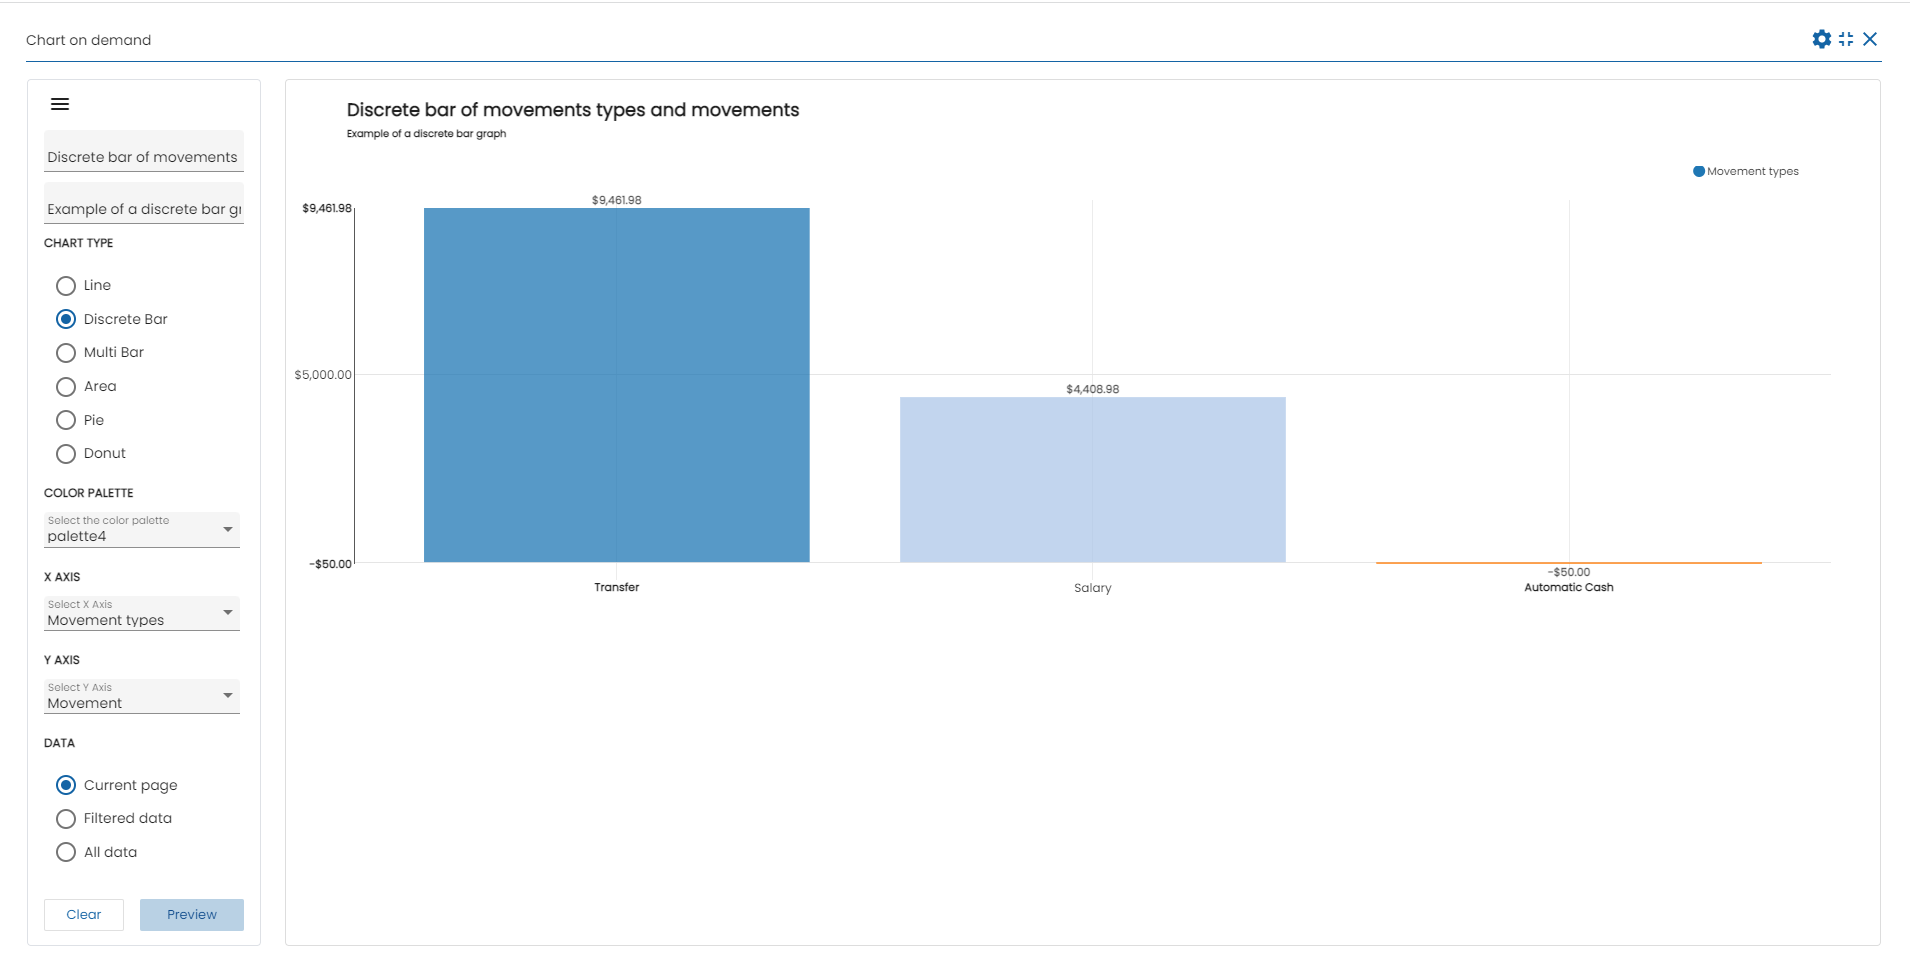 Chart on demand
Discrete bar of movements
Example of a discrete bar gr
CHART TYPE
Line
Discrete Bar
Multi Bar
Area
Pie
Donut
COLOR PALETTE
Select the color palette
palette4
X AXIS
Select X Axis
Movement types
Y AXIS
Select Y Axis
Movement
DATA
Current page
Filtered data
All data
Clear
Preview
Discrete bar of movements types and movements
Example of a discrete bar graph
Movement types
$9,461.98
$9,461.98
$5,000.00
$4,408.98
-$50.00
-$50.00
Transfer
Salary
Automatic Cash